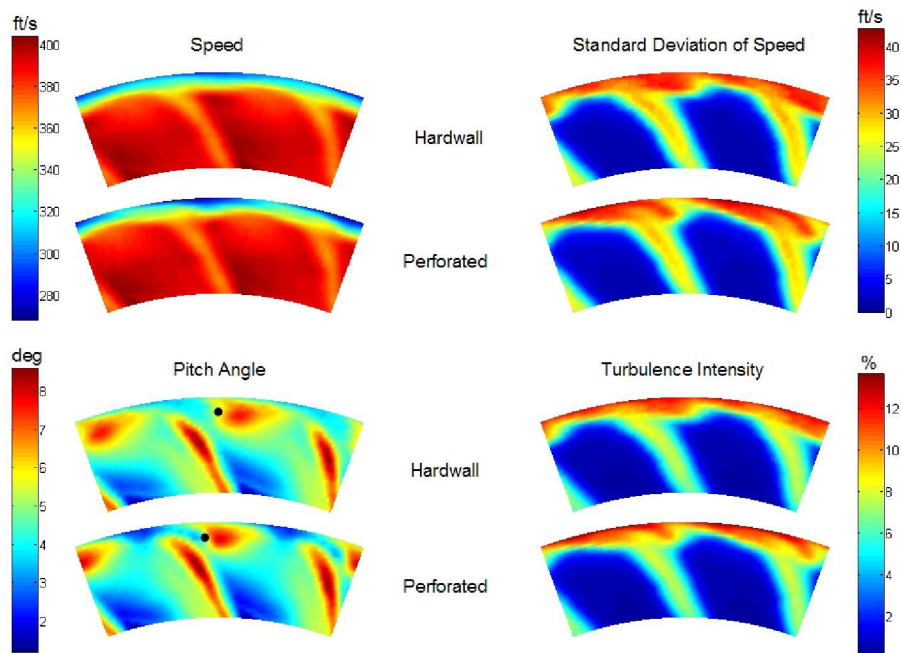 ft/s
Speed
400
380
360
340
320
300
280
Hardwall
Perforated
Standard Deviation of Speed
ft/s
40
35
30
25
20
15
10
5
0
deg
Pitch Angle
8
7
6
5
4
3
2
Hardwall
Perforated
Turbulence Intensity
%
12
10
8
6
4
2